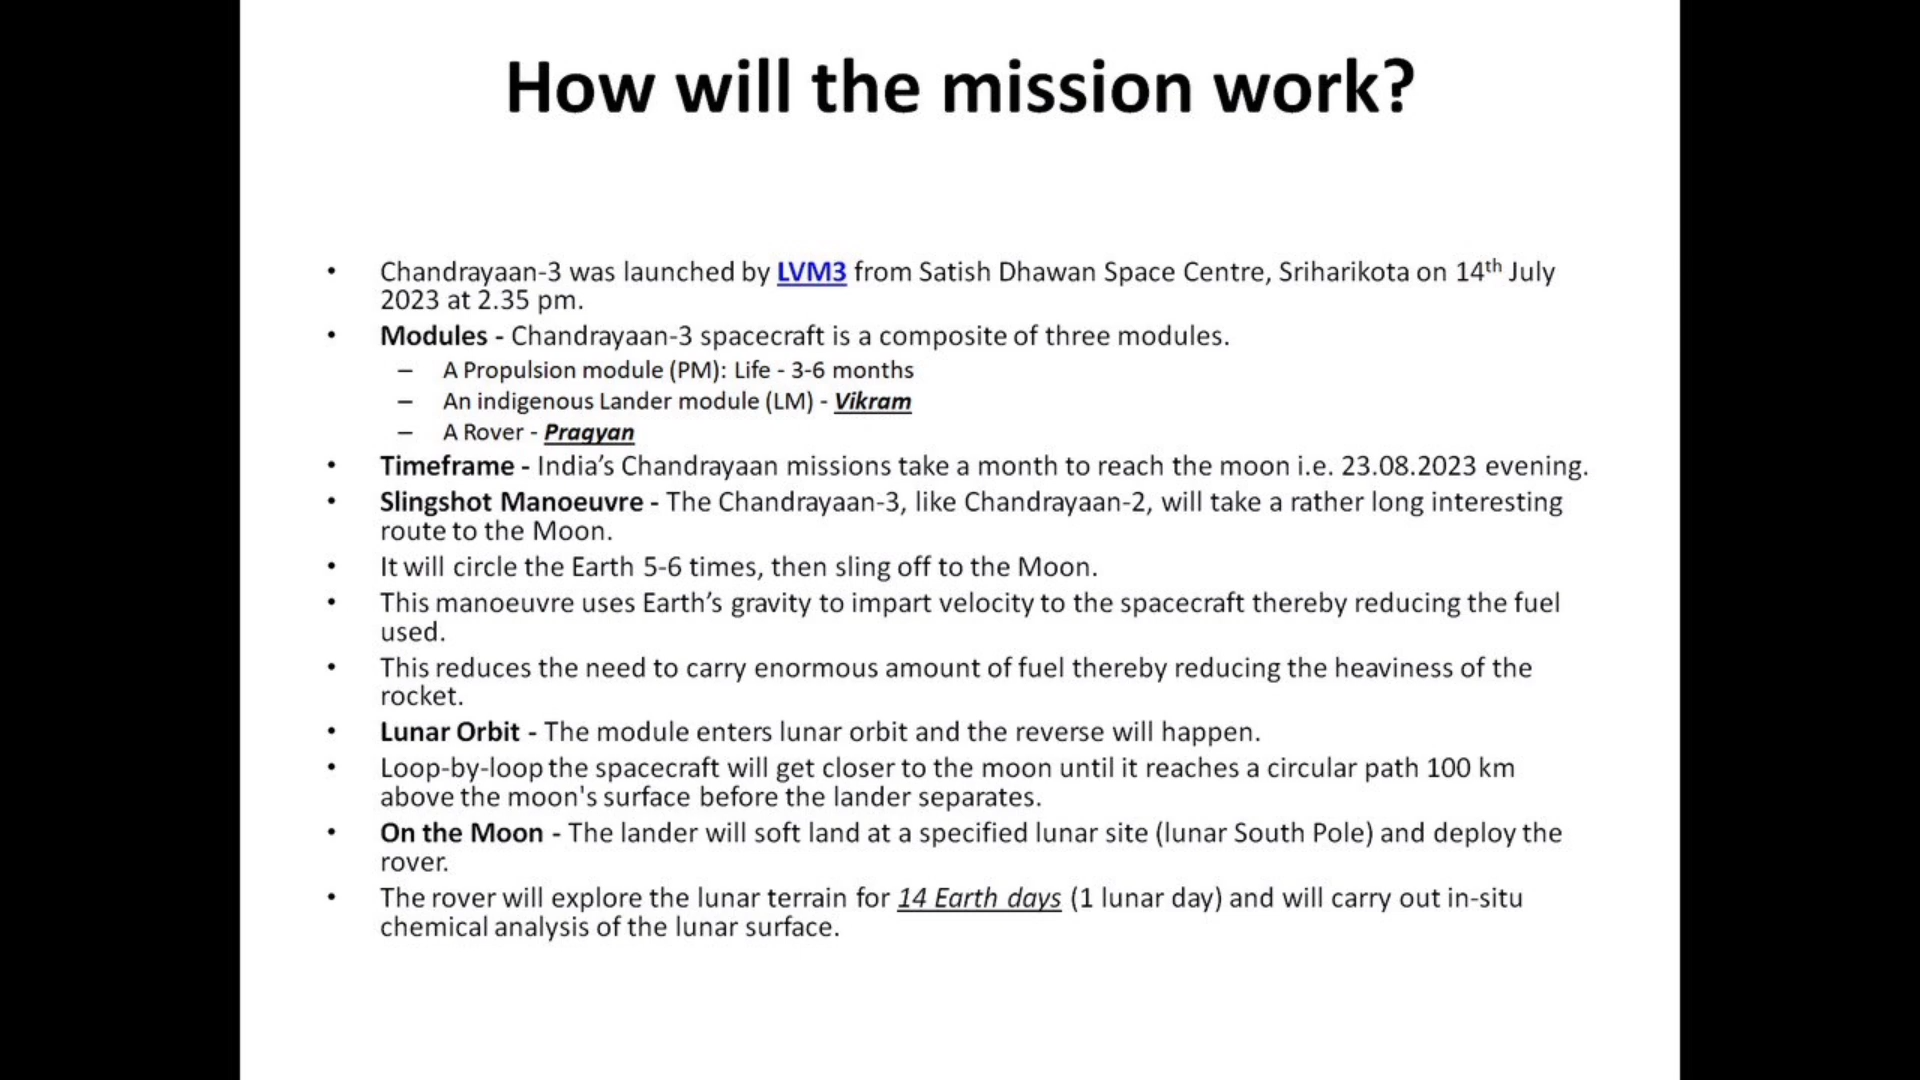 How will the mission work?
• Chandrayaan-3 was launched by LVM3 from Satish Dhawan Space Centre, Sriharikota on 14th July
2023 at 2.35 pm.
• Modules - Chandrayaan-3 spacecraft is a composite of three modules.
– A Propulsion module (PM): Life - 3-6 months
– An indigenous Lander module (LM) - Vikram
– A Rover - Pragyan
• Timeframe - India’s Chandrayaan missions take a month to reach the moon i.e. 23.08.2023 evening.
• Slingshot Manoeuvre - The Chandrayaan-3, like Chandrayaan-2, will take a rather long interesting
route to the Moon.
• It will circle the Earth 5-6 times, then sling off to the Moon.
• This manoeuvre uses Earth’s gravity to impart velocity to the spacecraft thereby reducing the fuel
used.
• This reduces the need to carry enormous amount of fuel thereby reducing the heaviness of the
rocket.
• Lunar Orbit - The module enters lunar orbit and the reverse will happen.
• Loop-by-loop the spacecraft will get closer to the moon until it reaches a circular path 100 km
above the moon's surface before the lander separates.
• On the Moon - The lander will soft land at a specified lunar site (lunar South Pole) and deploy the
rover.
• The rover will explore the lunar terrain for 14 Earth days (1 lunar day) and will carry out in-situ
chemical analysis of the lunar surface.